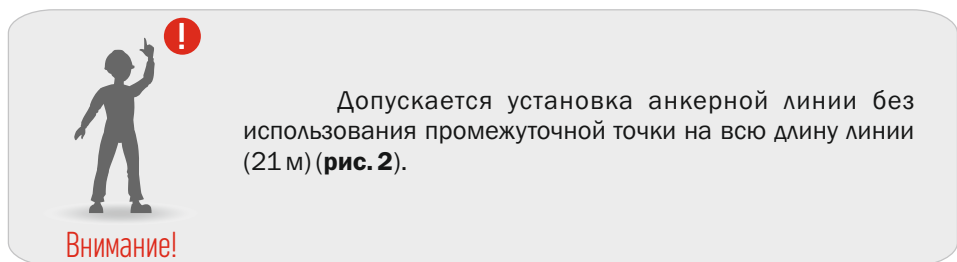 !
Допускается установка анкерной линии без
использования промежуточной точки на всю длину линии
(21 м) (рис. 2).
Внимание!